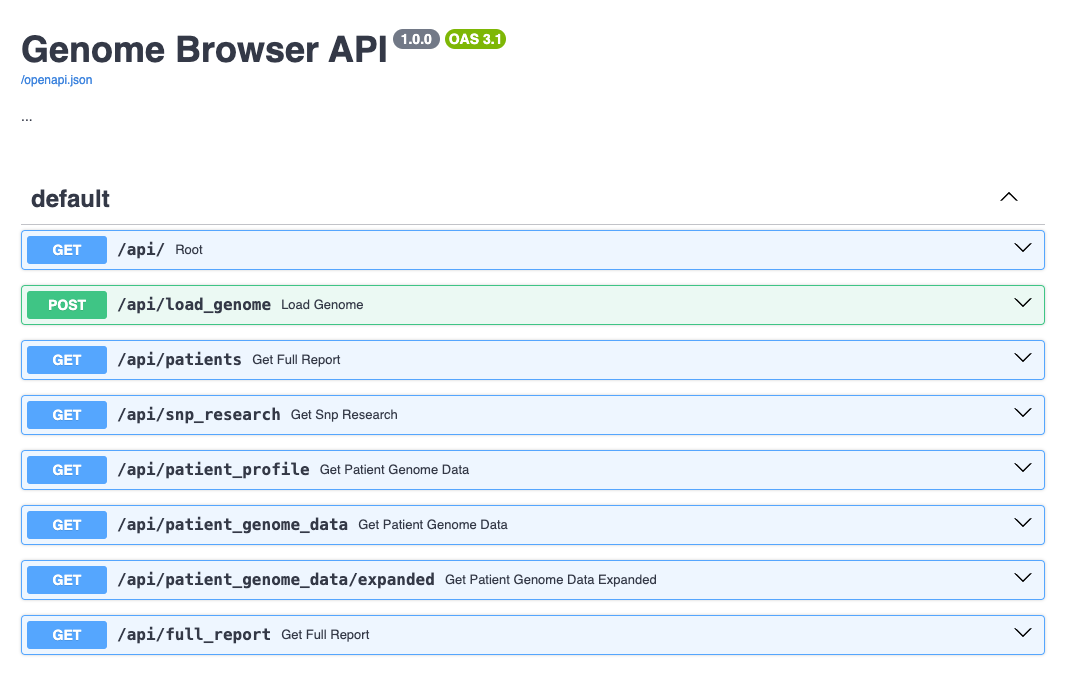 Genome Browser API 1.0.0 OAS 3.1
/openapi.json
...
default
GET /api/ Root
POST /api/load_genome Load Genome
GET /api/patients Get Full Report
GET /api/snp_research Get Snp Research
GET /api/patient_profile Get Patient Genome Data
GET /api/patient_genome_data Get Patient Genome Data
GET /api/patient_genome_data/expanded Get Patient Genome Data Expanded
GET /api/full_report Get Full Report